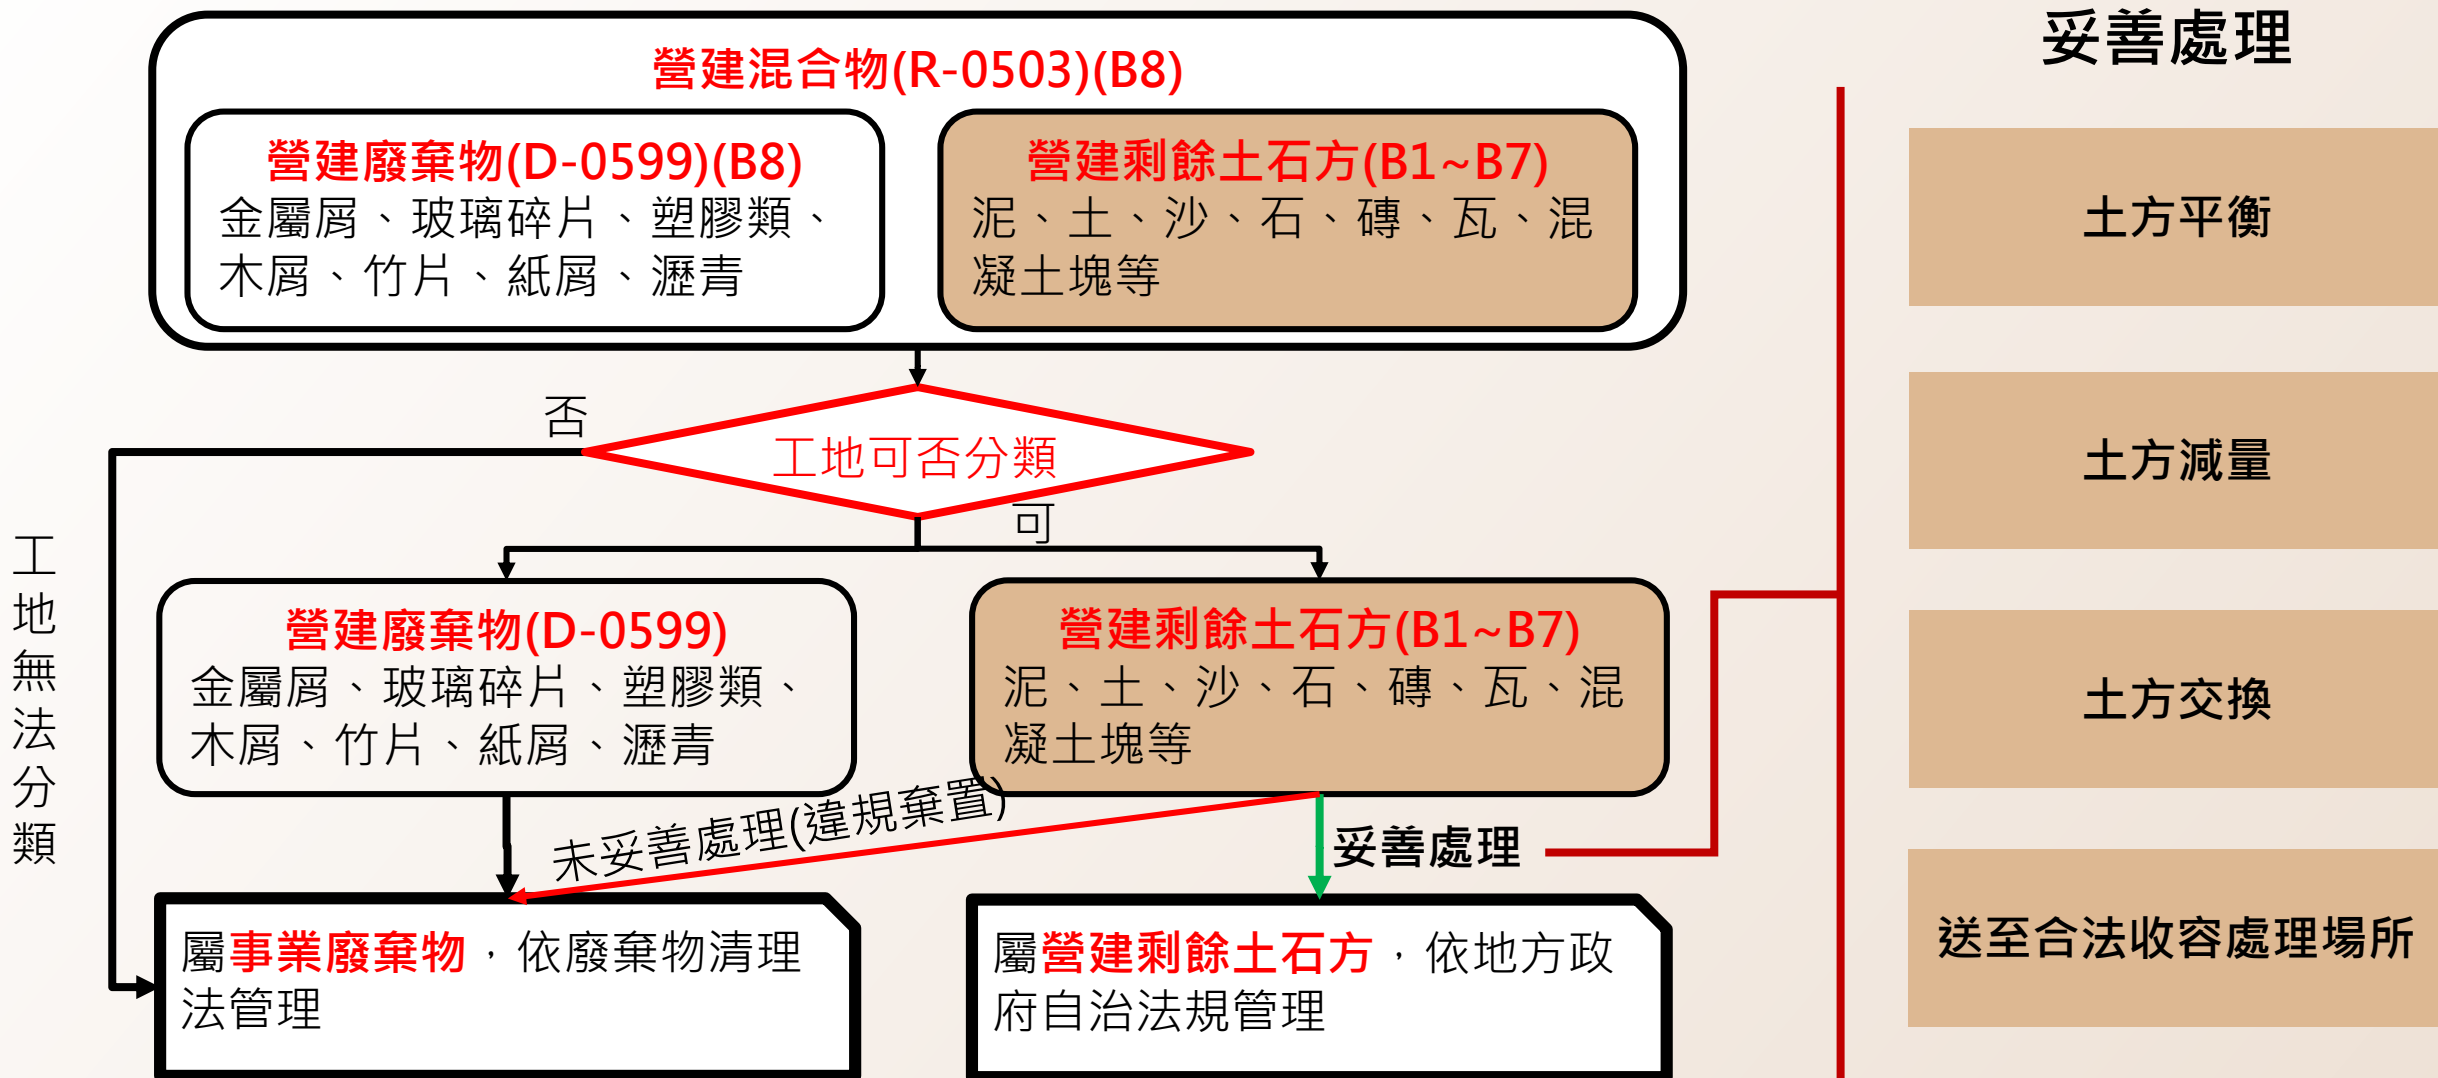 營建混合物(R-0503)(B8)
營建廢棄物(D-0599)(B8)
金屬屑、玻璃碎片、塑膠類、
木屑、竹片、紙屑、瀝青
營建剩餘土石方(B1~B7)
泥、土、沙、石、磚、瓦、混
凝土塊等
否
工地可否分類
可
工地無法分類
營建廢棄物(D-0599)
金屬屑、玻璃碎片、塑膠類、
木屑、竹片、紙屑、瀝青
營建剩餘土石方(B1~B7)
泥、土、沙、石、磚、瓦、混
凝土塊等
未妥善處理(違規棄置)
妥善處理
屬事業廢棄物，依廢棄物清理
法管理
屬營建剩餘土石方，依地方政
府自治法規管理
妥善處理
土方平衡
土方減量
土方交換
送至合法收容處理場所